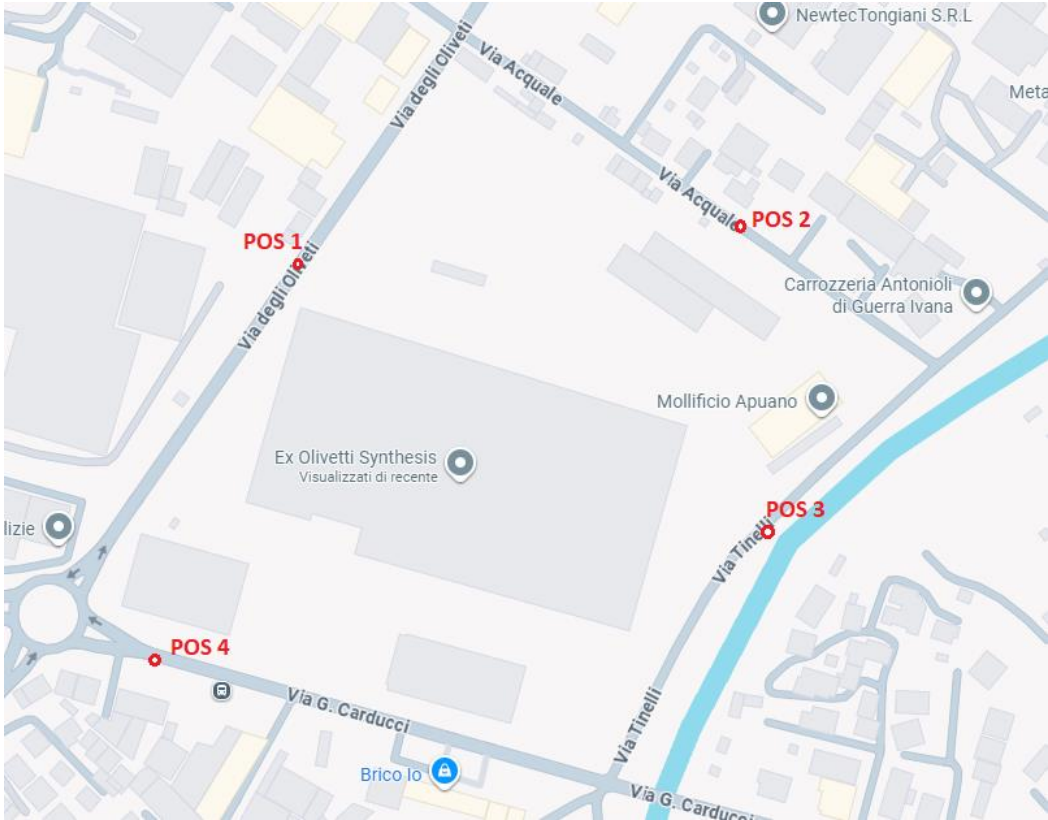 NewtecTongiani S.R.L
Via degli Oliveti
Via Acquale
Meta
Via Acquale
POS 2
POS 1
Via degli Oliveti
Carrozzeria Antonioli
di Guerra Ivana
Mollificio Apuano
Ex Olivetti Synthesis
Visualizzati di recente
POS 3
lizie
Via Tinelli
POS 4
Via G. Carducci
Via Tinelli
Brico Io
Via G. Carducci